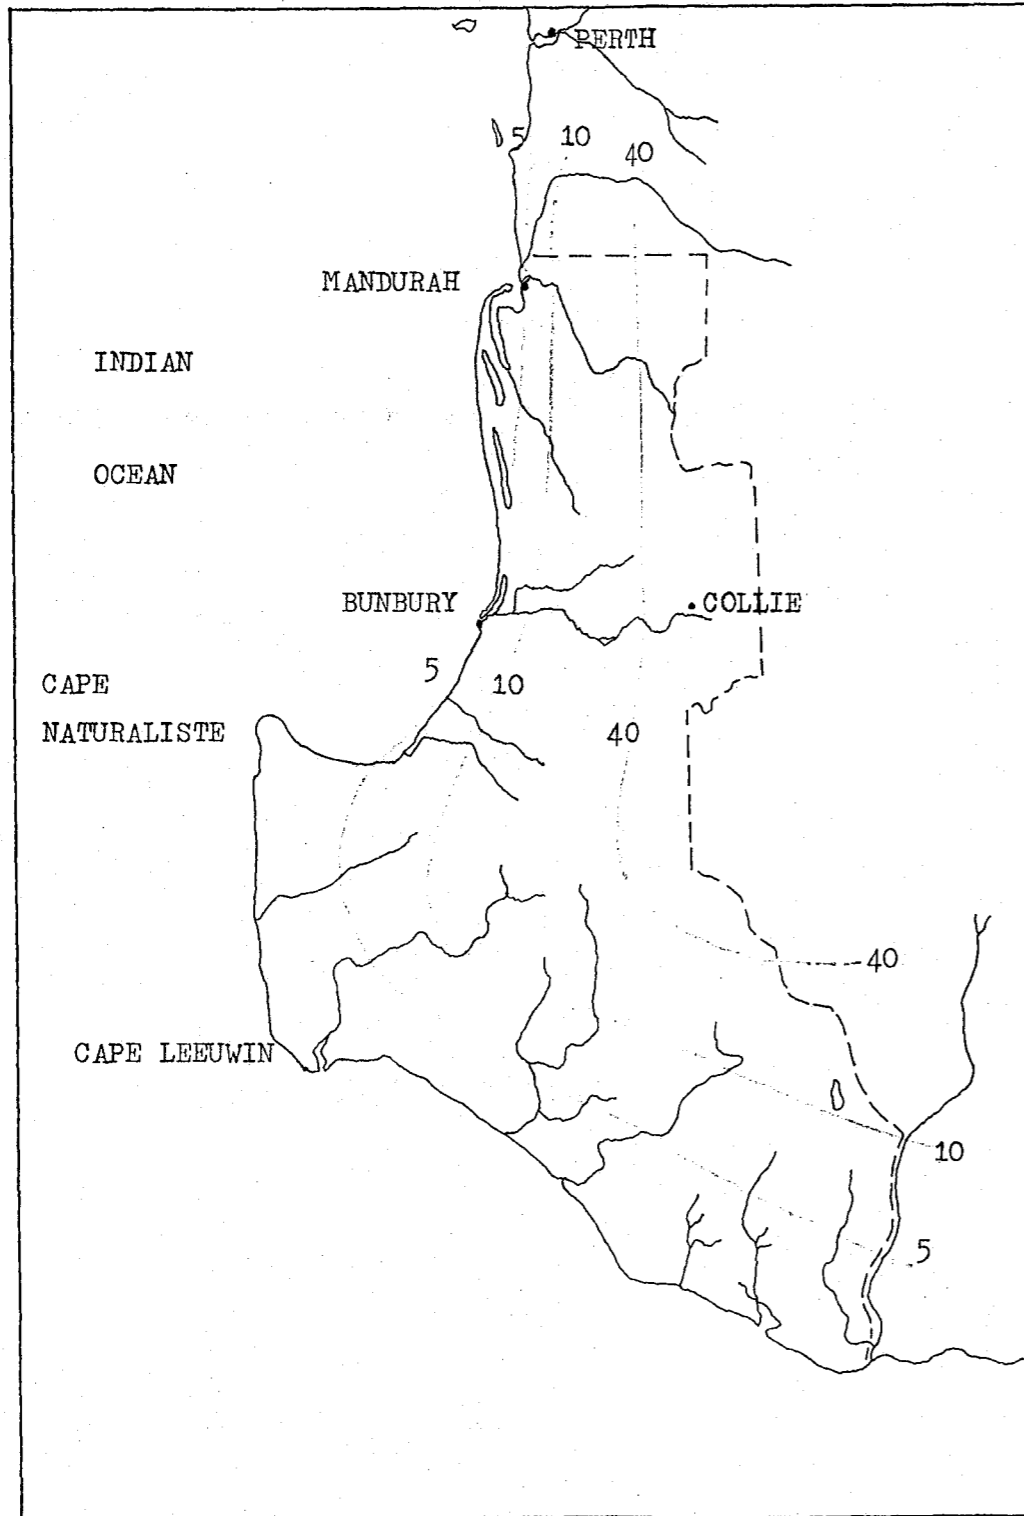 PERTH
5 10 40
MANDURAH
INDIAN
OCEAN
BUNBURY
COLLIE
5 10
CAPE
NATURALISTE
40
40
CAPE LEEUWIN
10
5